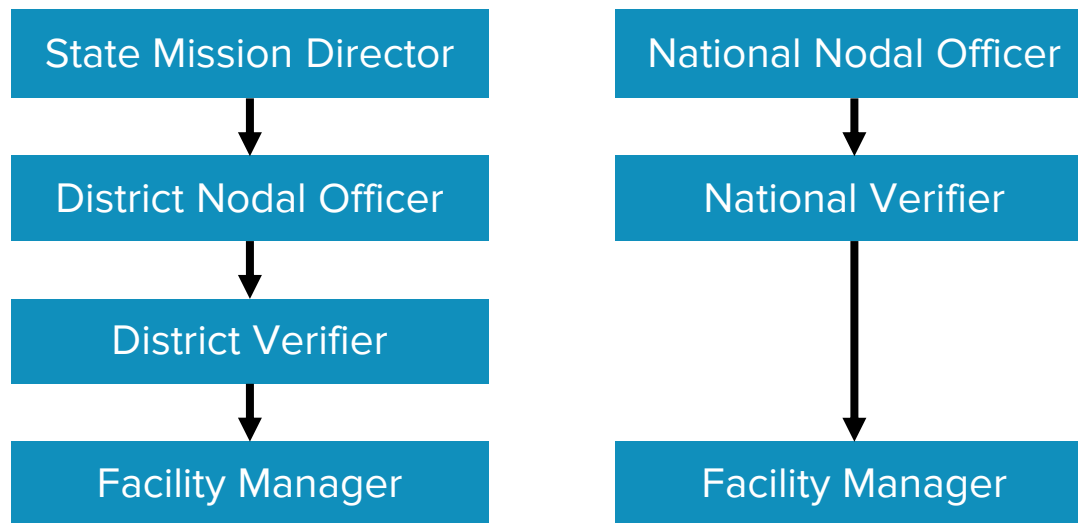 State Mission Director
District Nodal Officer
District Verifier
Facility Manager
National Nodal Officer
National Verifier
Facility Manager